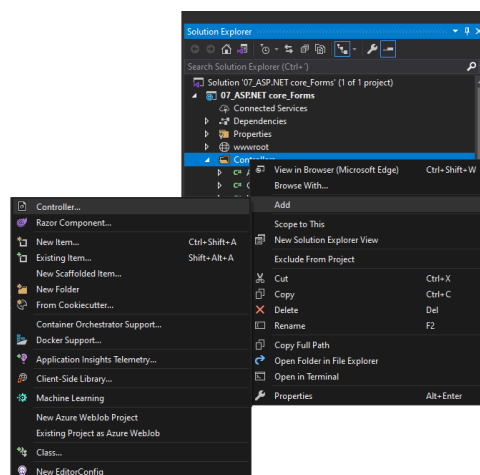 Solution Explorer
Search Solution Explorer (Ctrl+´)
Solution '07_ASP.NET core_Forms' (1 of 1 project)
07_ASP.NET core_Forms
Connected Services
Dependencies
Properties
wwwroot
Controllers
C#
C#
View in Browser (Microsoft Edge) Ctrl+Shift+W
Browse With...
Add
Scope to This
New Solution Explorer View
Exclude From Project
Cut Ctrl+X
Copy Ctrl+C
Delete Del
Rename F2
Copy Full Path
Open Folder in File Explorer
Open in Terminal
Properties Alt+Enter
Controller...
Razor Component...
New Item... Ctrl+Shift+A
Existing Item... Shift+Alt+A
New Scaffolded Item...
New Folder
From Cookiecutter...
Container Orchestrator Support...
Docker Support...
Application Insights Telemetry...
Client-Side Library...
Machine Learning
New Azure WebJob Project
Existing Project as Azure WebJob
Class...
New EditorConfig